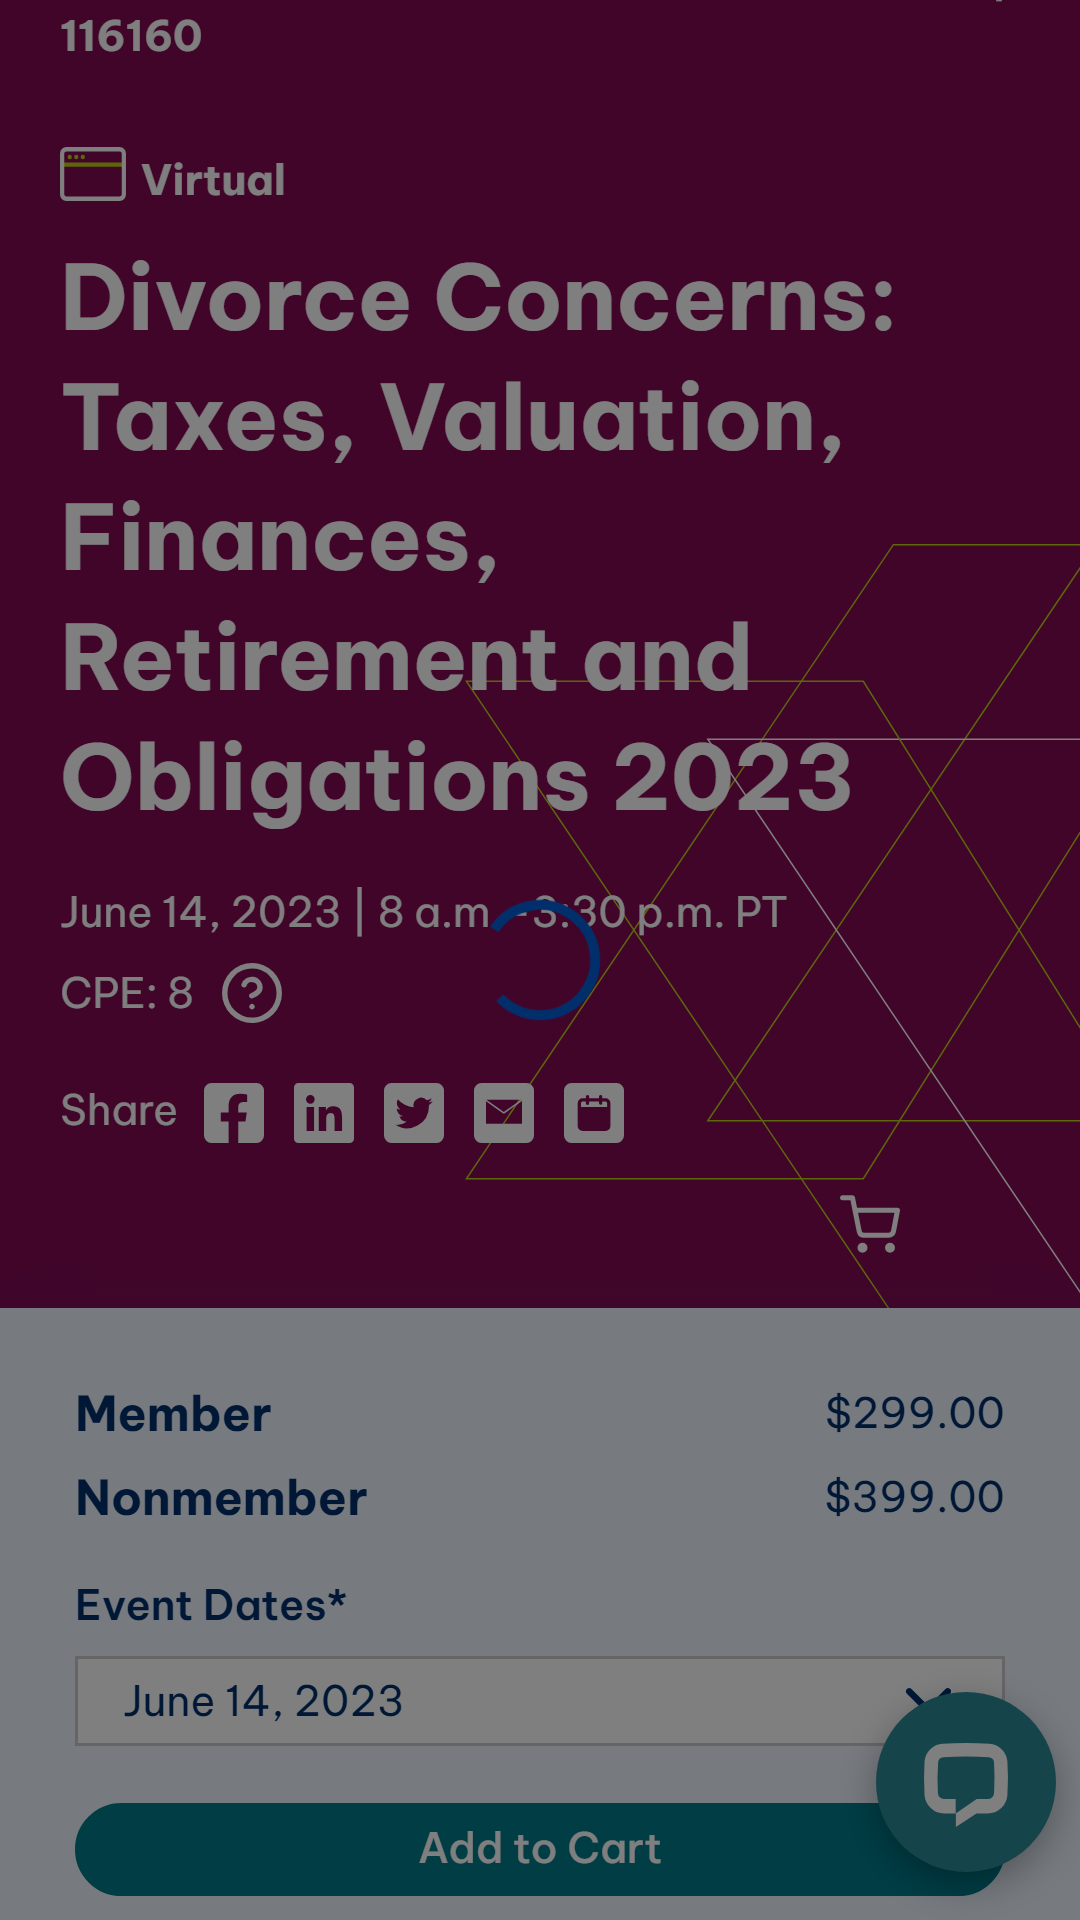 116160
Virtual
Divorce Concerns:
Taxes, Valuation,
Finances,
Retirement and
Obligations 2023
June 14, 2023 | 8 a.m. - 3:30 p.m. PT
CPE: 8
Share
Member $299.00
Nonmember $399.00
Event Dates*
June 14, 2023
Add to Cart